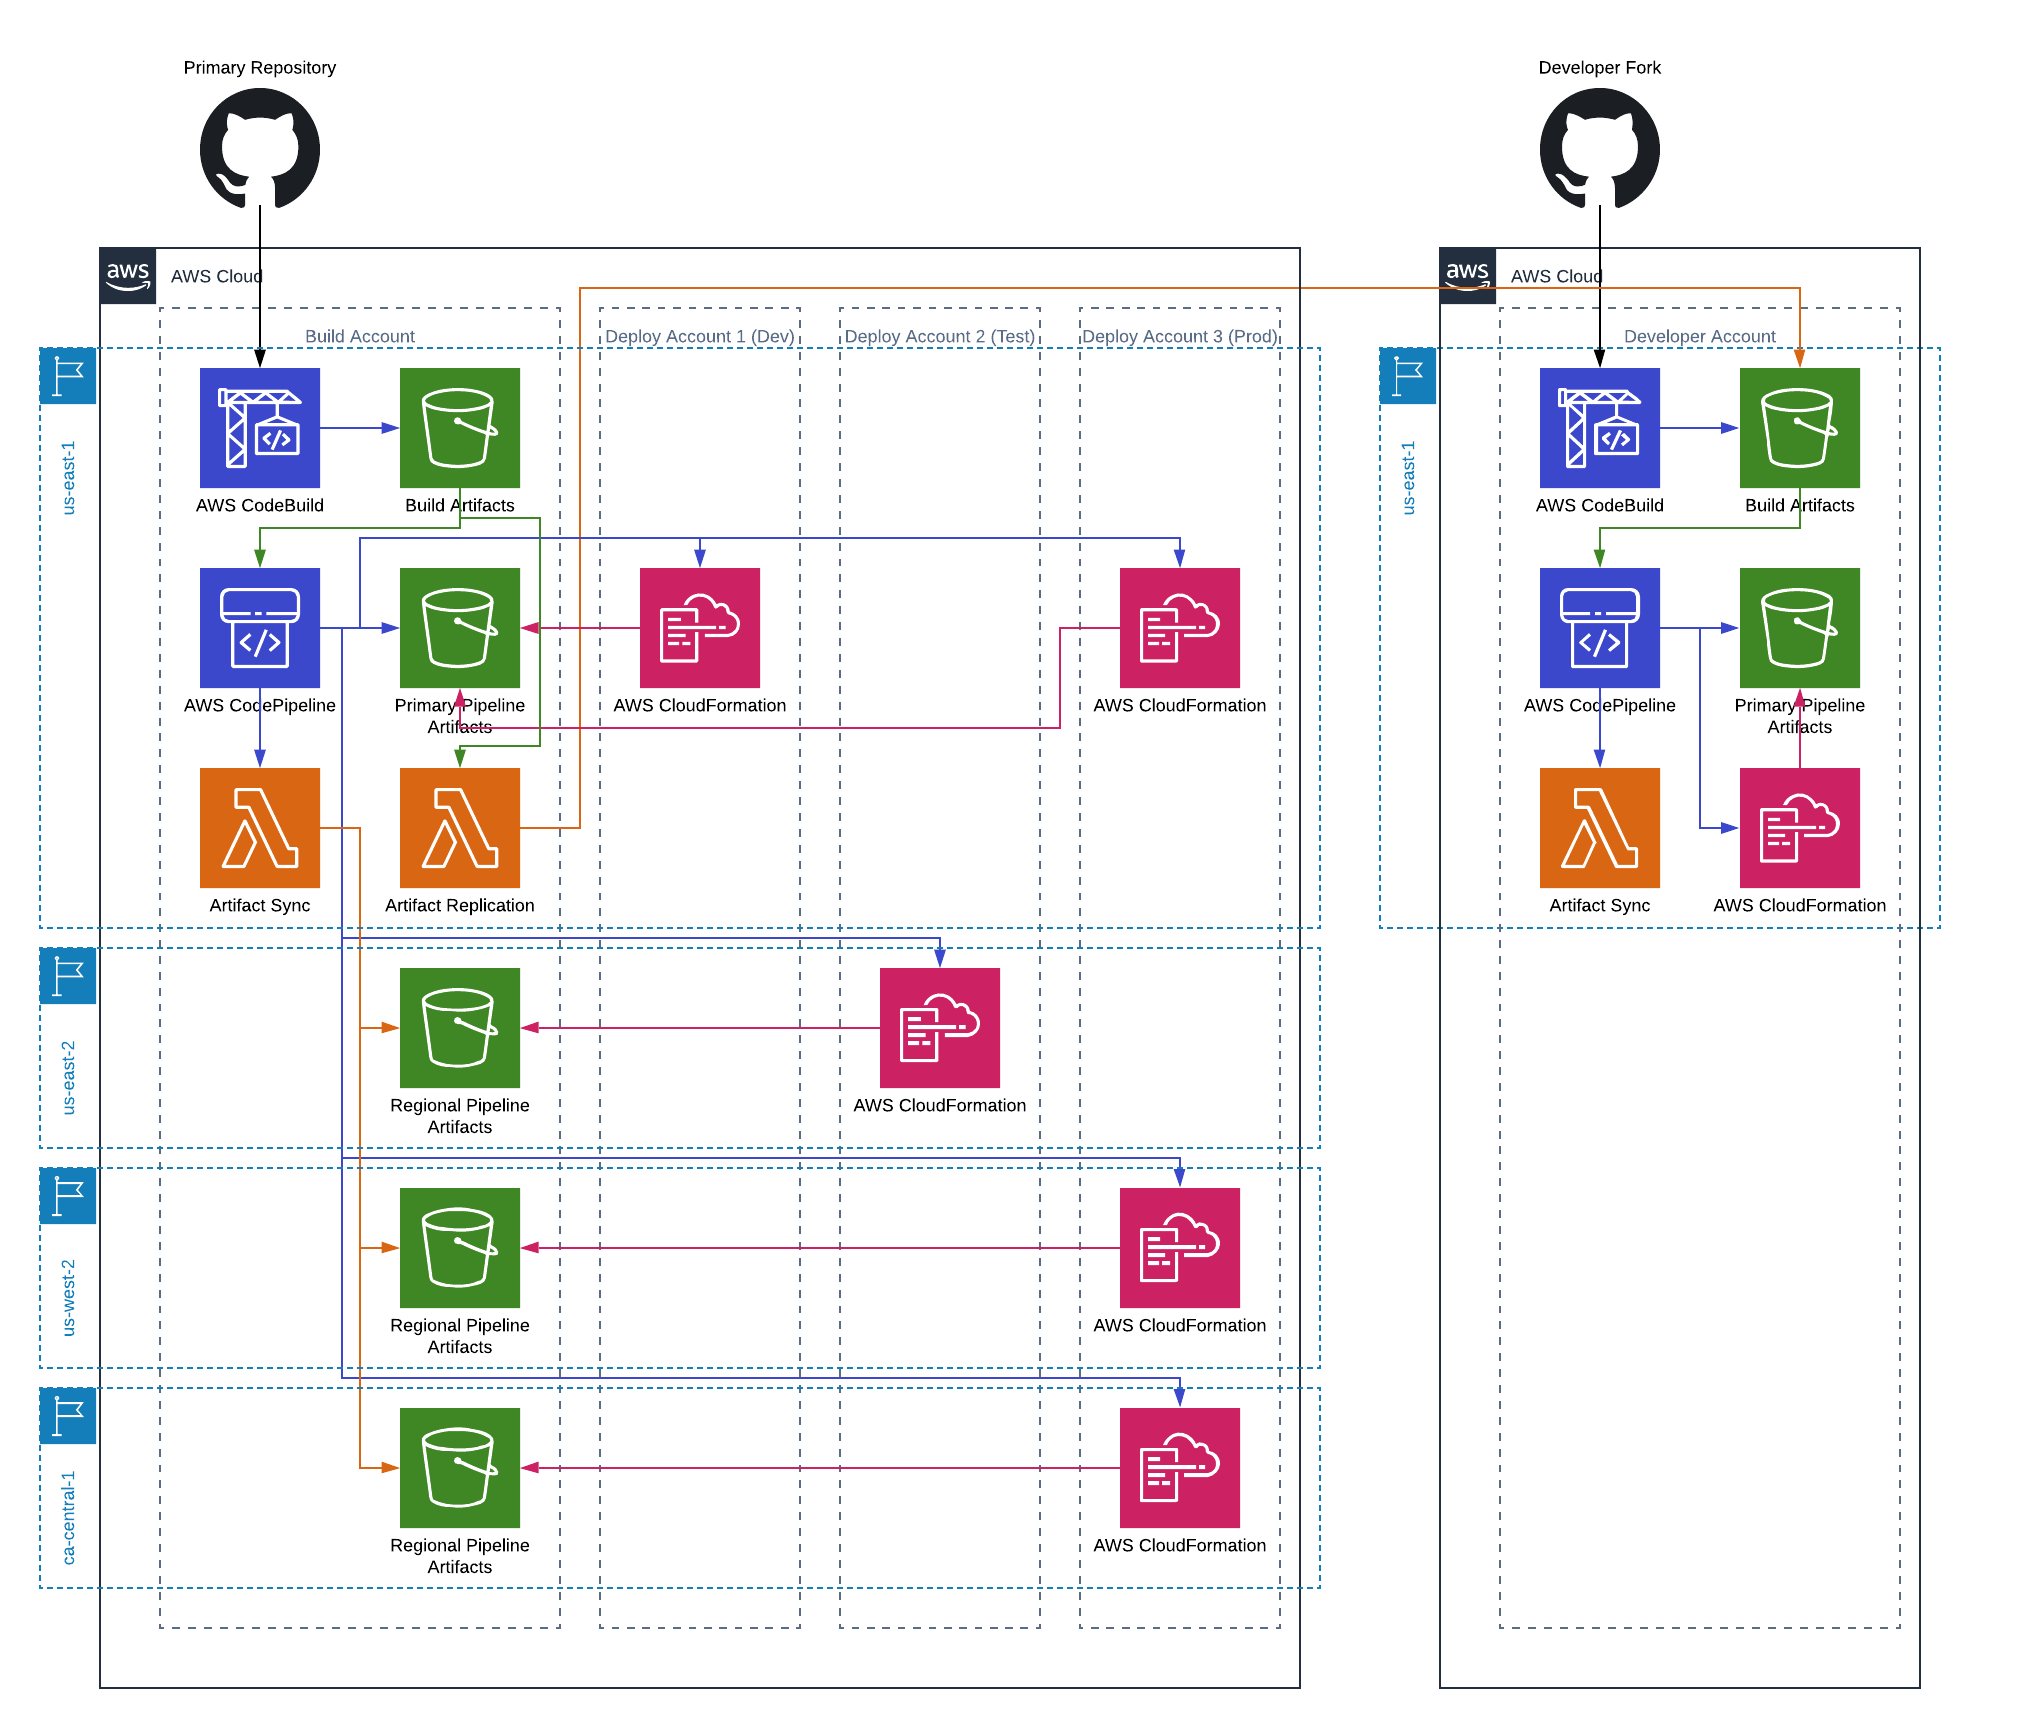 Primary Repository
Developer Fork
aws
AWS Cloud
aws
AWS Cloud
Build Account
Deploy Account 1 (Dev)
Deploy Account 2 (Test)
Deploy Account 3 (Prod)
Developer Account
us-east-1
us-east-1
AWS CodeBuild
Build Artifacts
AWS CodeBuild
Build Artifacts
AWS CodePipeline
Primary Pipeline
Artifacts
AWS CloudFormation
AWS CloudFormation
AWS CodePipeline
Primary Pipeline
Artifacts
Artifact Sync
Artifact Replication
Artifact Sync
AWS CloudFormation
us-east-2
Regional Pipeline
Artifacts
AWS CloudFormation
us-west-2
Regional Pipeline
Artifacts
AWS CloudFormation
ca-central-1
Regional Pipeline
Artifacts
AWS CloudFormation